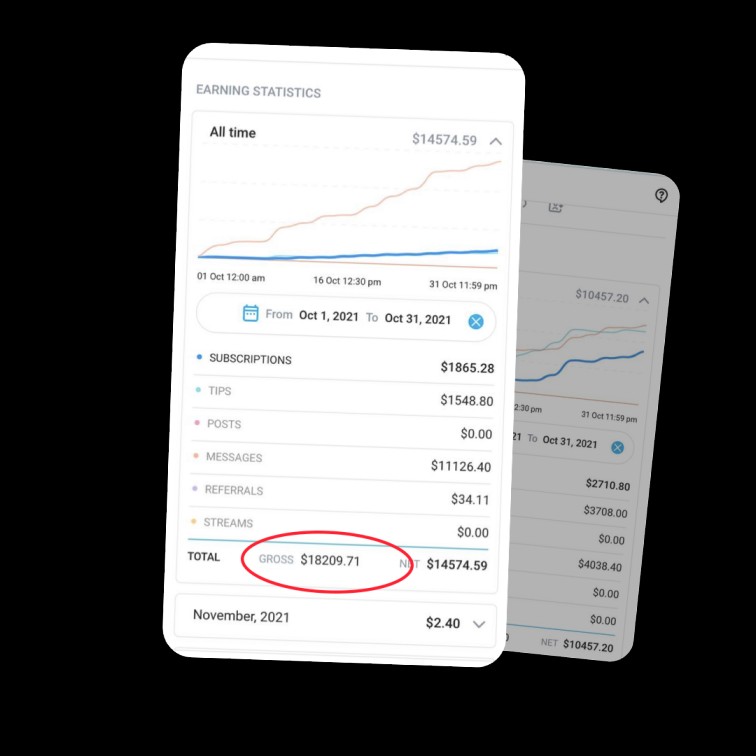 EARNING STATISTICS
All time $14574.59
01 Oct 12:00 am 16 Oct 12:30 pm 31 Oct 11:59 pm
From Oct 1, 2021 To Oct 31, 2021
SUBSCRIPTIONS $1865.28
TIPS $1548.80
POSTS $0.00
MESSAGES $11126.40
REFERRALS $34.11
STREAMS $0.00
TOTAL GROSS $18209.71 NET $14574.59
November, 2021 $2.40
$10457.20
2:30 pm 31 Oct 11:59 pm
21 To Oct 31, 2021
$2710.80
$3708.00
$0.00
$4038.40
$0.00
$0.00
NET $10457.20